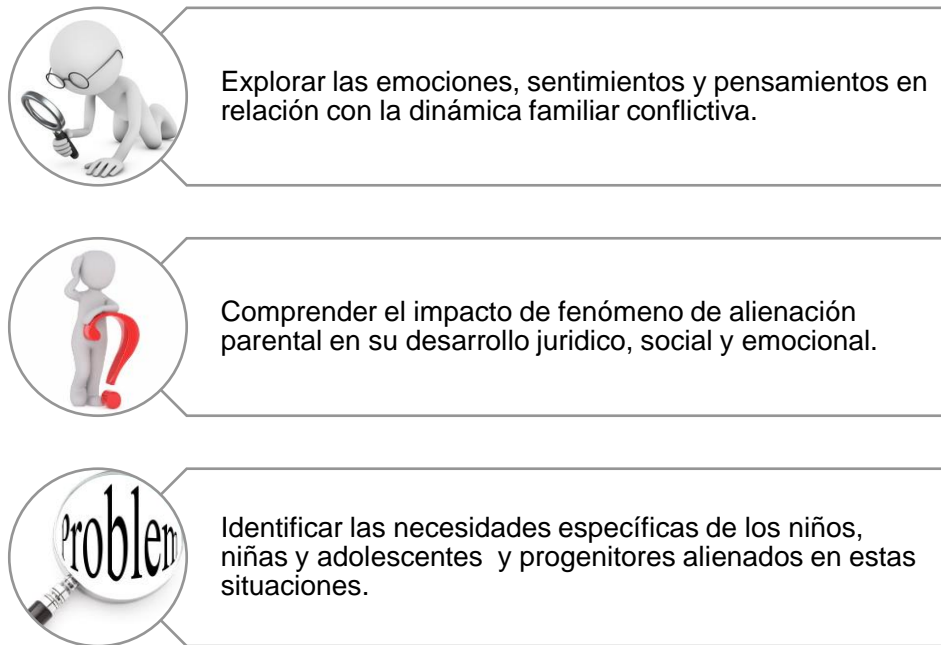 Explorar las emociones, sentimientos y pensamientos en
relación con la dinámica familiar conflictiva.
Comprender el impacto de fenómeno de alienación
parental en su desarrollo juridico, social y emocional.
Problem
Identificar las necesidades específicas de los niños,
niñas y adolescentes  y progenitores alienados en estas
situaciones.